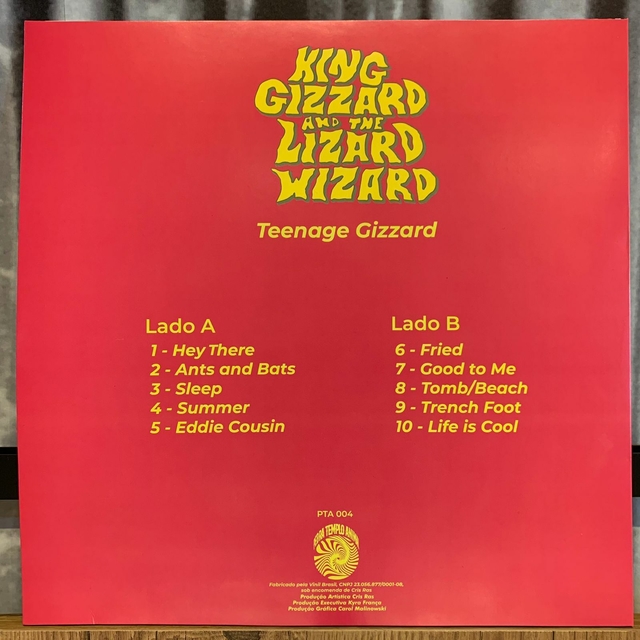 KING
GIZZARD
AND THE
LIZARD
WIZARD
Teenage Gizzard
Lado A
1 - Hey There
2 - Ants and Bats
3 - Sleep
4 - Summer
5 - Eddie Cousin
Lado B
6 - Fried
7 - Good to Me
8 - Tomb/Beach
9 - Trench Foot
10 - Life is Cool
PTA 004
TEMPLO
Fabricado pela Vinil Brasil, CNPJ 23.056.877/0001-08,
sob encomenda de Cris Ras
Produção Artística Cris Ras
Produção Executiva Kyra França
Produção Gráfica Carol Malinowski